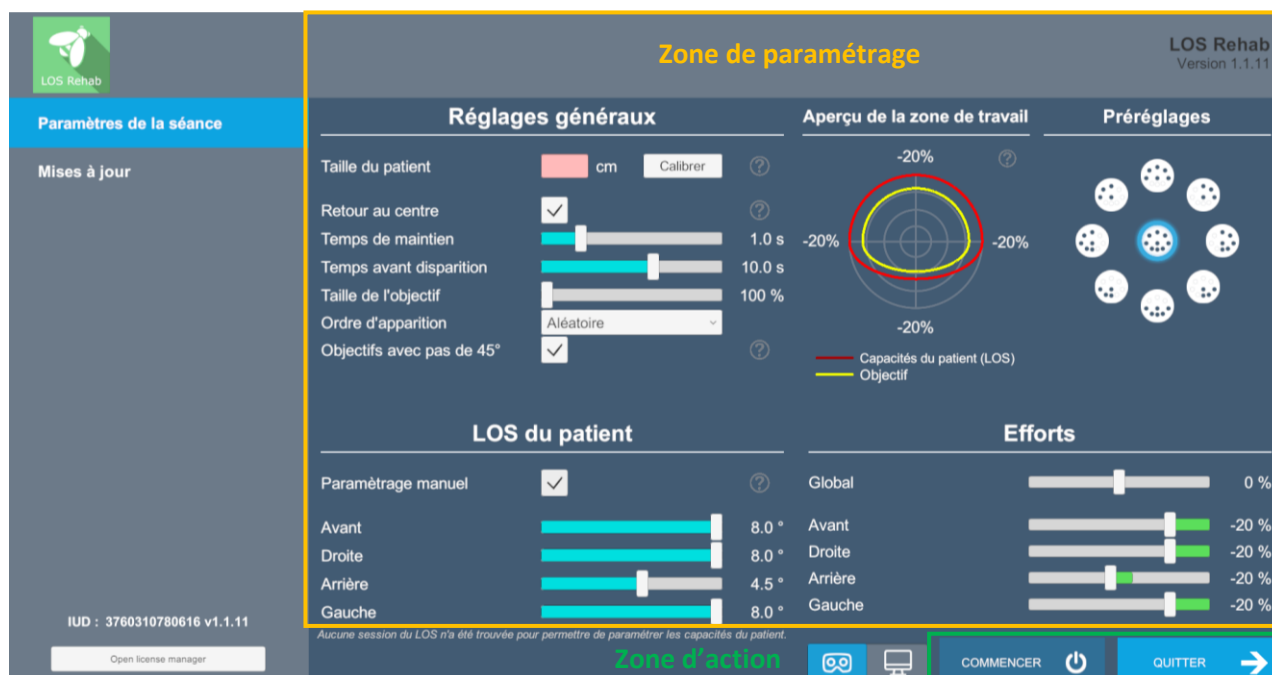 LOS Rehab
Zone de paramétrage
LOS Rehab
Version 1.1.11
Paramètres de la séance
Mises à jour
Réglages généraux
Taille du patient cm Calibrer ?
Retour au centre ?
Temps de maintien 1.0 s
Temps avant disparition 10.0 s
Taille de l'objectif 100 %
Ordre d'apparition Aléatoire
Objectifs avec pas de 45° ?
Aperçu de la zone de travail
-20% ?
-20% -20%
-20%
Capacités du patient (LOS)
Objectif
Préréglages
LOS du patient
Paramètrage manuel ?
Avant 8.0 °
Droite 8.0 °
Arrière 4.5 °
Gauche 8.0 °
Efforts
Global 0 %
Avant -20 %
Droite -20 %
Arrière -20 %
Gauche -20 %
IUD : 3760310780616 v1.1.11
Open license manager
Aucune session du LOS n'a été trouvée pour permettre de paramétrer les capacités du patient.
Zone d'action
COMMENCER
QUITTER